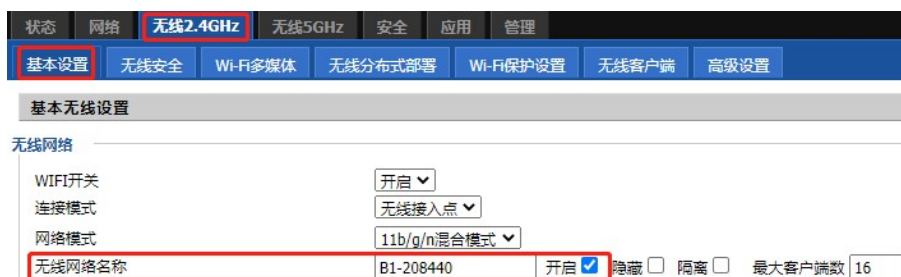 状态 网络 无线2.4GHz 无线5GHz 安全 应用 管理
基本设置 无线安全 Wi-Fi多媒体 无线分布式部署 Wi-Fi保护设置 无线客户端 高级设置
基本无线设置
无线网络
WIFI开关 开启
连接模式 无线接入点
网络模式 11b/g/n混合模式
无线网络名称 B1-208440 开启 隐藏 隔离 最大客户端数 16